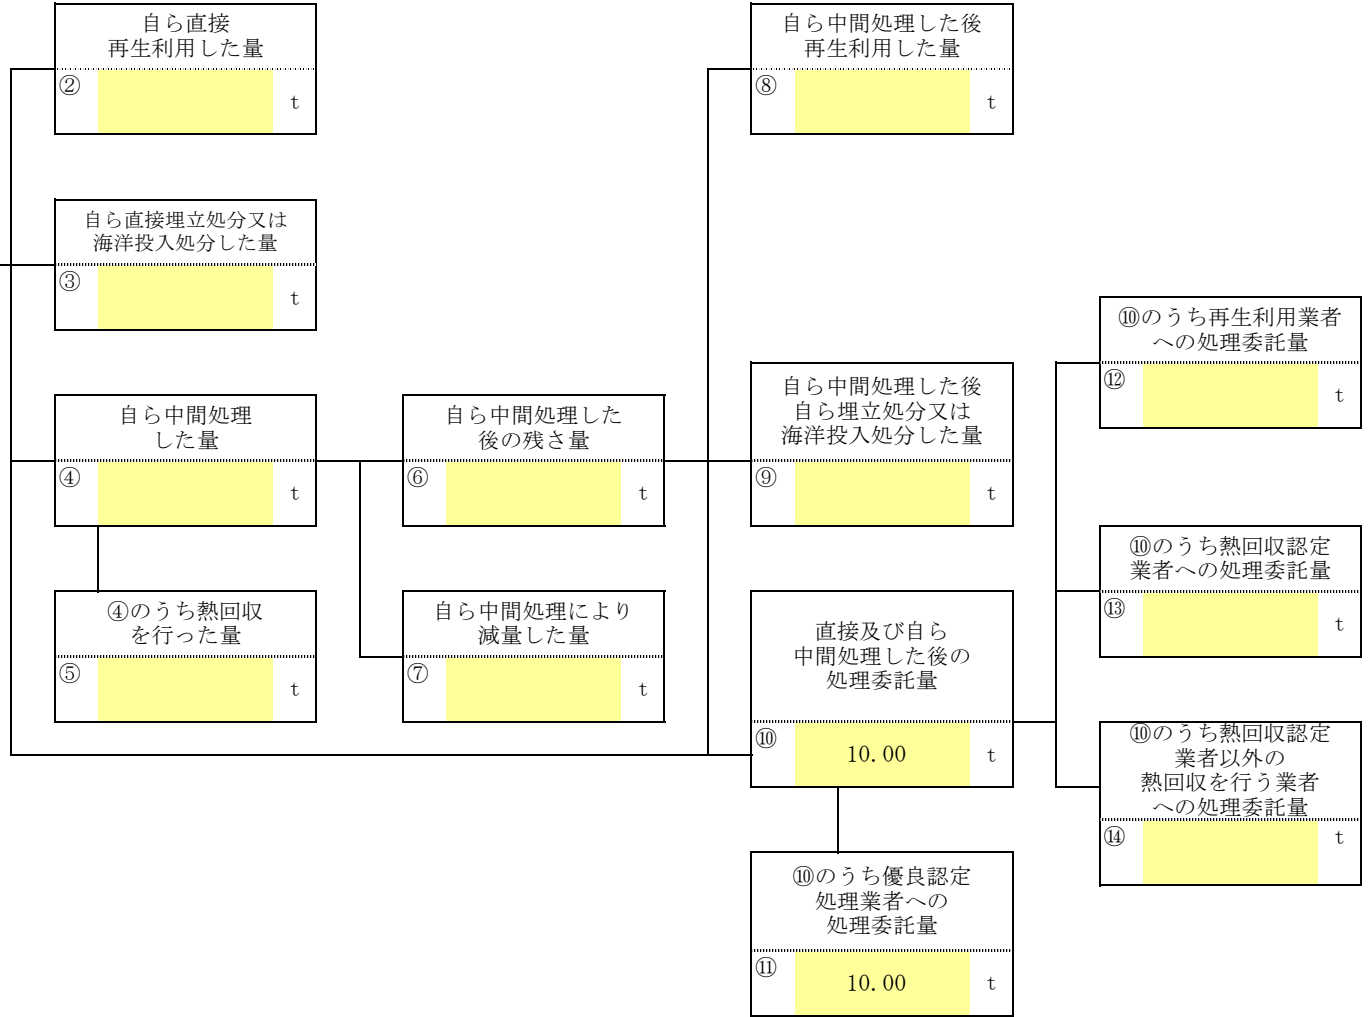 自ら直接
再生利用した量
②
t
自ら中間処理した後
再生利用した量
⑧
t
自ら直接埋立処分又は
海洋投入処分した量
③
t
⑩のうち再生利用業者
への処理委託量
⑫
t
自ら中間処理
した量
④
t
自ら中間処理した
後の残さ量
⑥
t
自ら中間処理した後
自ら埋立処分又は
海洋投入処分した量
⑨
t
⑩のうち熱回収認定
業者への処理委託量
⑬
t
④のうち熱回収
を行った量
⑤
t
自ら中間処理により
減量した量
⑦
t
直接及び自ら
中間処理した後の
処理委託量
⑩
10.00
t
⑩のうち熱回収認定
業者以外の
熱回収を行う業者
への処理委託量
⑭
t
⑩のうち優良認定
処理業者への
処理委託量
⑪
10.00
t